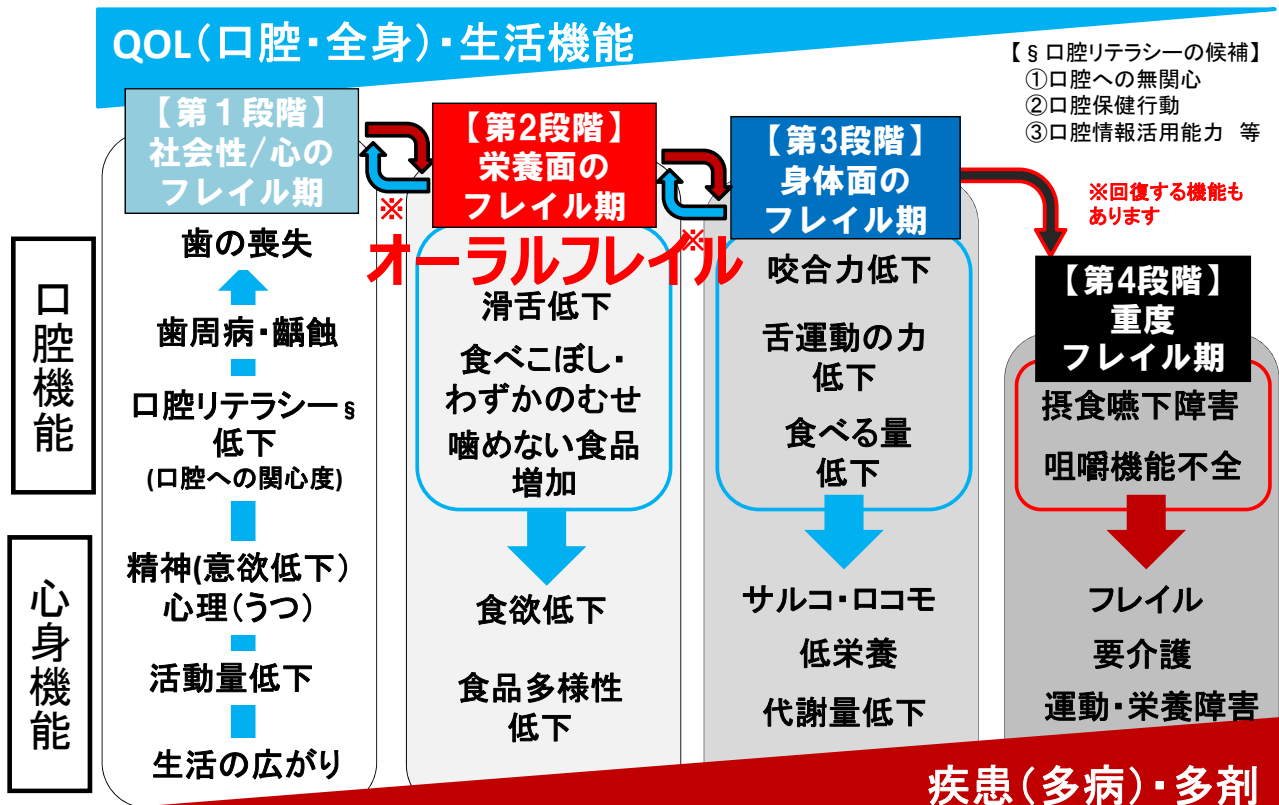 QOL(口腔・全身)・生活機能
【§口腔リテラシーの候補】
①口腔への無関心
②口腔保健行動
③口腔情報活用能力 等
【第1段階】
社会性/心の
フレイル期
【第2段階】
栄養面の
フレイル期
【第3段階】
身体面の
フレイル期
※回復する機能も
あります
【第4段階】
重度
フレイル期
※
※
オーラルフレイル
口腔機能
歯の喪失
歯周病・齲蝕
口腔リテラシー§
低下
(口腔への関心度)
滑舌低下
食べこぼし・
わずかのむせ
噛めない食品
増加
咬合力低下
舌運動の力
低下
食べる量
低下
摂食嚥下障害
咀嚼機能不全
心身機能
精神(意欲低下)
心理(うつ)
活動量低下
生活の広がり
食欲低下
食品多様性
低下
サルコ・ロコモ
低栄養
代謝量低下
フレイル
要介護
運動・栄養障害
疾患(多病)・多剤